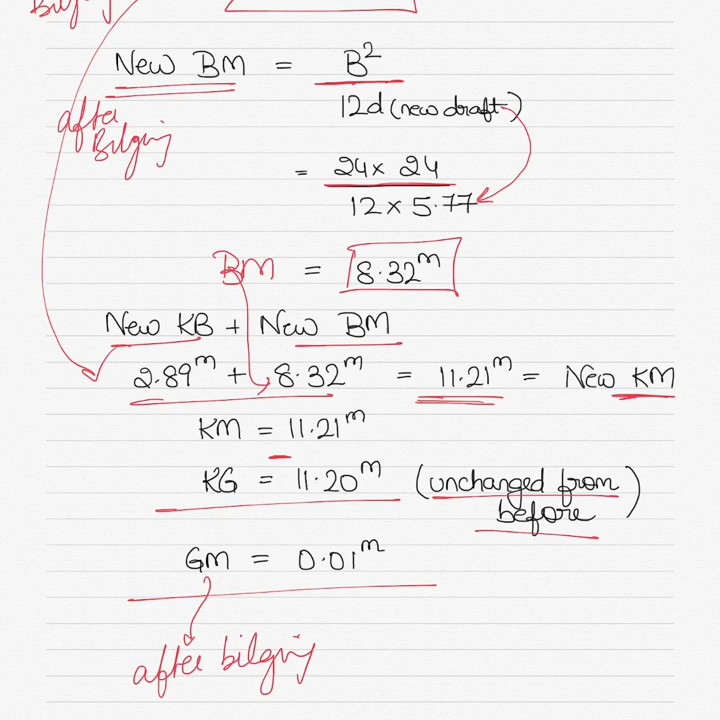 Bilging
New BM = B²
12d (new draft)
after
Bilging
= 24 x 24
12 x 5.77
BM = 8.32ᵐ
New KB + New BM
2.89ᵐ + 8.32ᵐ = 11.21ᵐ = New KM
KM = 11.21ᵐ
KG = 11.20ᵐ (unchanged from
before)
GM = 0.01ᵐ
after bilging